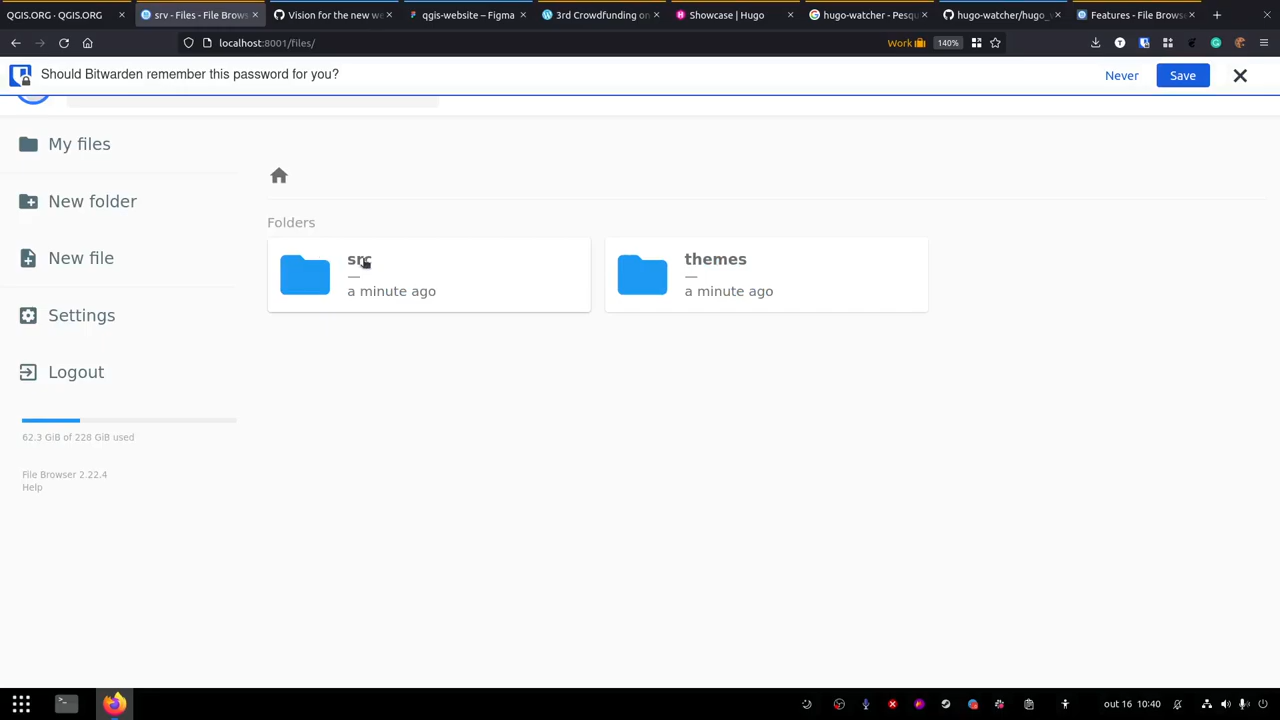 QGIS.ORG · QGIS.ORG
srv - Files - File Brows
Vision for the new we
qgis-website – Figma
3rd Crowdfunding on
Showcase | Hugo
hugo-watcher - Pesqu
hugo-watcher/hugo_
Features - File Browse
localhost:8001/files/
Work
140%
Should Bitwarden remember this password for you?
Never
Save
My files
New folder
New file
Settings
Logout
62.3 GiB of 228 GiB used
File Browser 2.22.4
Help
Folders
src
—
a minute ago
themes
—
a minute ago
out 16 10:40